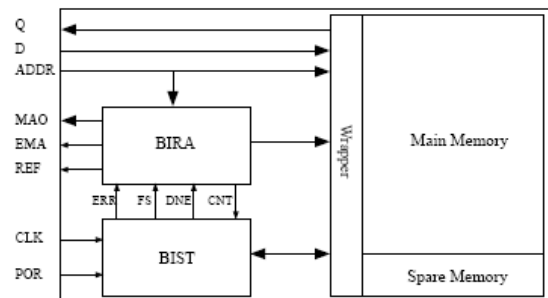 Q
D
ADDR
MAO
EMA
REF
BIRA
Wrapper
Main Memory
ERR FS DNE CNT
CLK
POR
BIST
Spare Memory